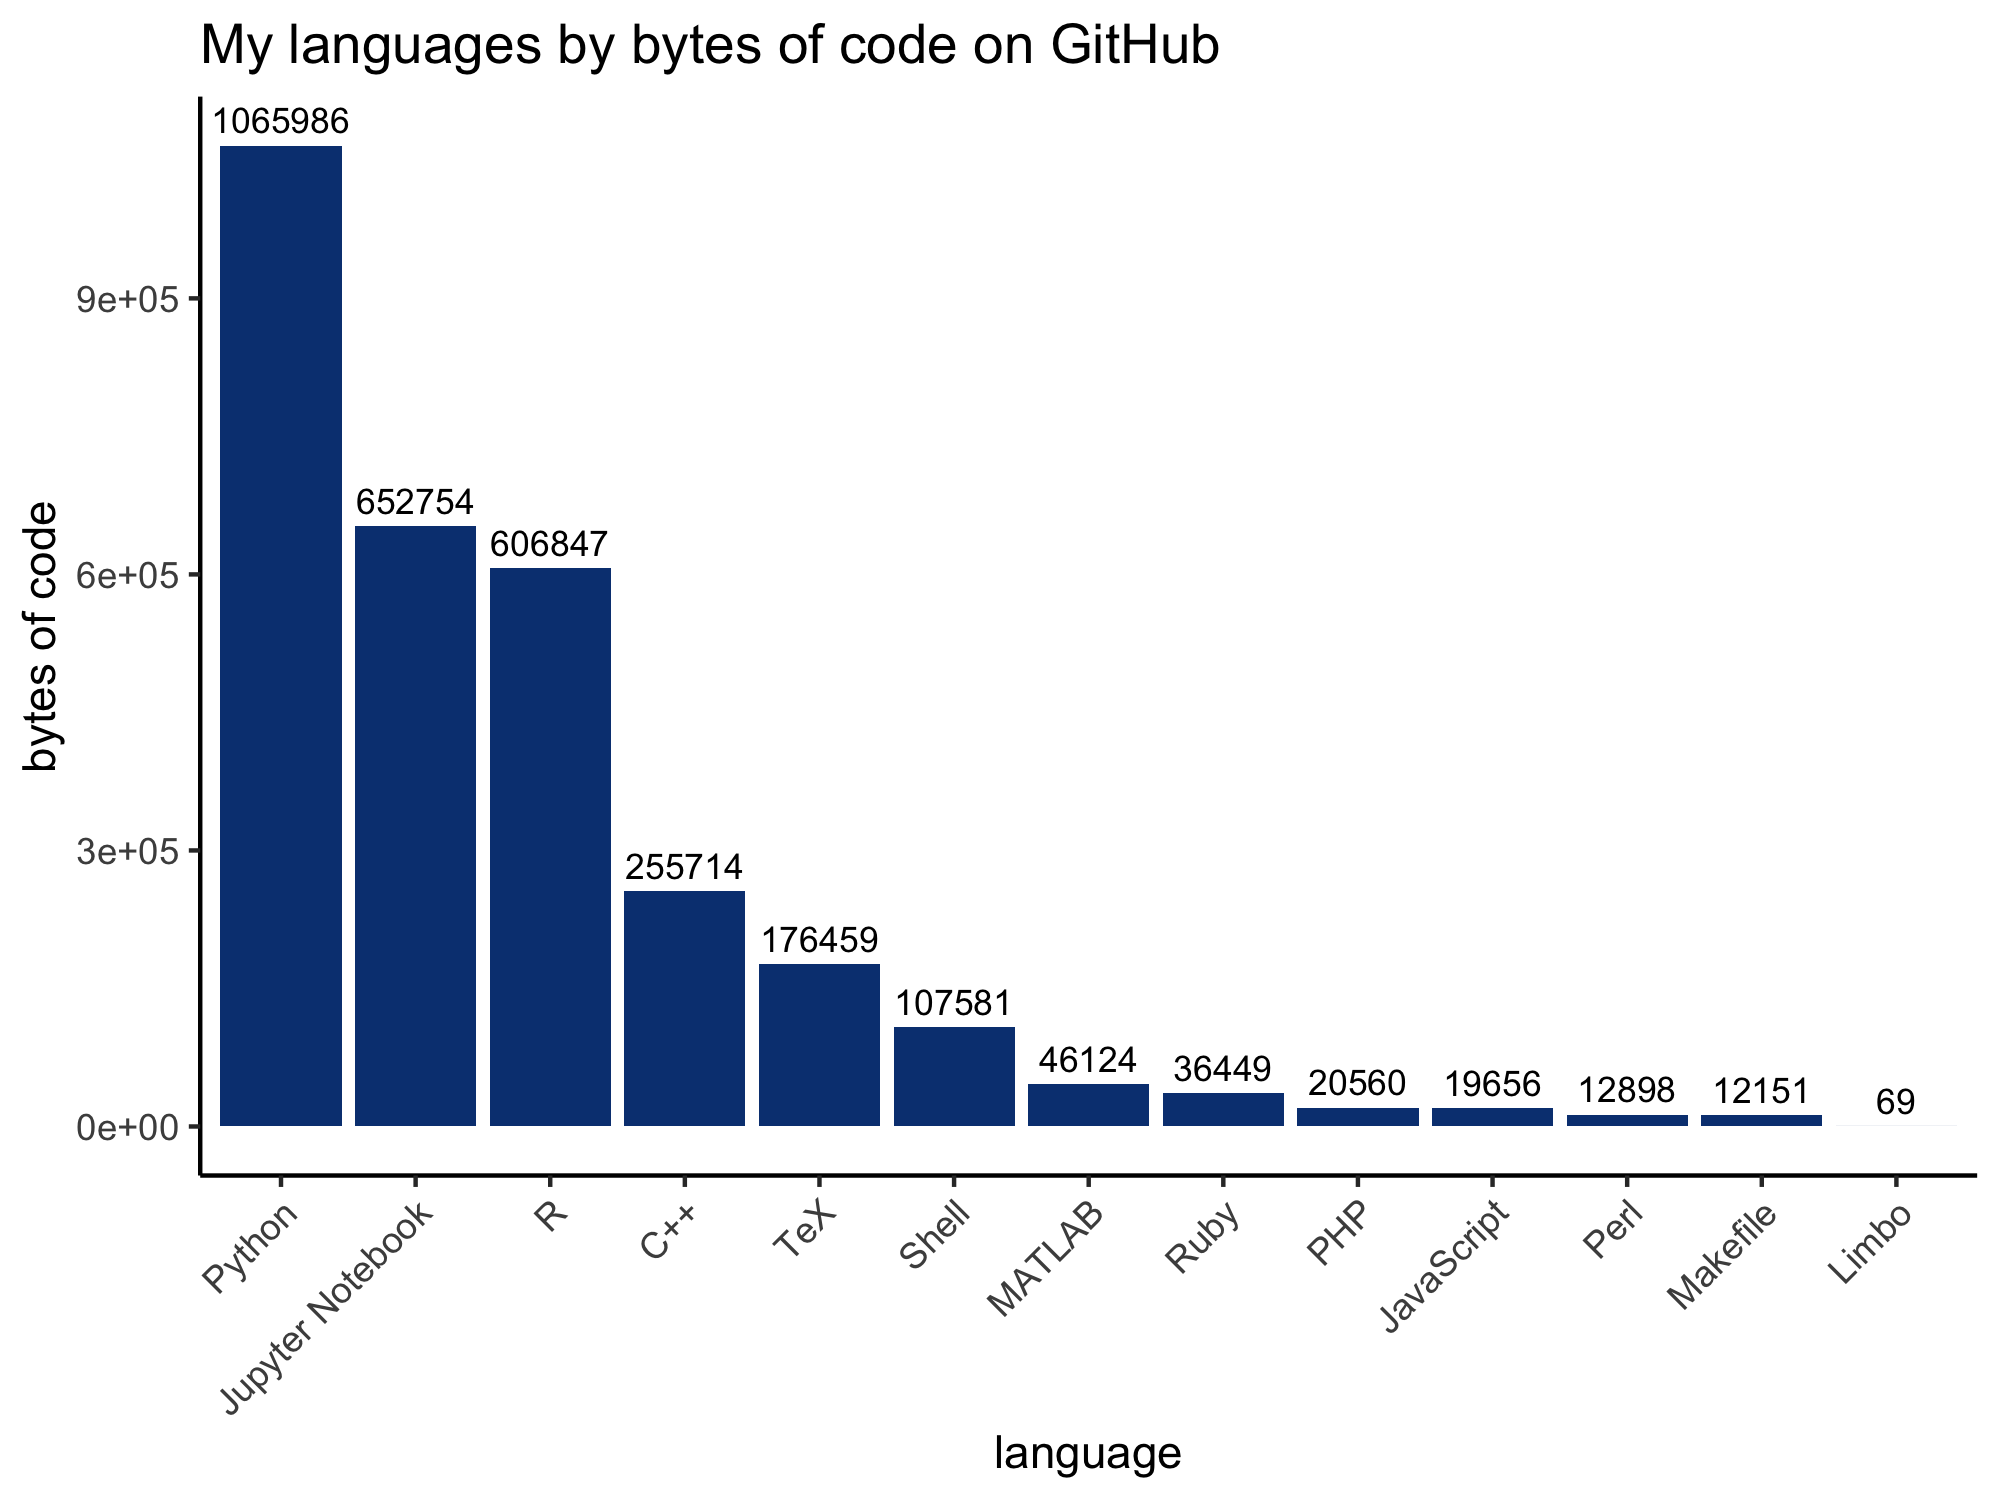 My languages by bytes of code on GitHub
1065986
9e+05
652754
606847
6e+05
bytes of code
3e+05
255714
176459
107581
46124
36449
20560
19656
12898
12151
69
0e+00
Python
Jupyter Notebook
R
C++
TeX
Shell
MATLAB
Ruby
PHP
JavaScript
Perl
Makefile
Limbo
language